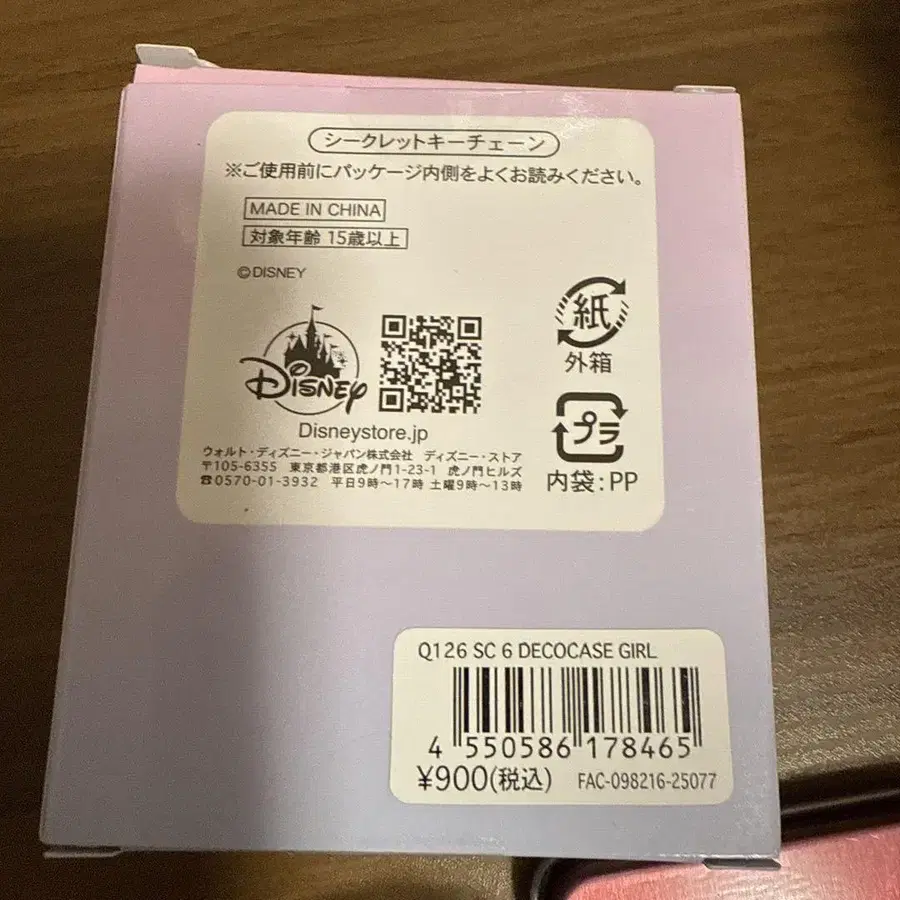 シークレットキーチェーン
※ご使用前にパッケージ内側をよくお読みください。
MADE IN CHINA
対象年齢 15歳以上
©DISNEY
DISNEY
Disneystore.jp
ウォルト・ディズニー・ジャパン株式会社 ディズニー・ストア
〒105-6355 東京都港区虎ノ門1-23-1 虎ノ門ヒルズ
☎0570-01-3932 平日9時〜17時 土曜9時〜13時
紙
外箱
プラ
内袋:PP
Q126 SC 6 DECOCASE GIRL
4 550586 178465
¥900(税込) FAC-098216-25077